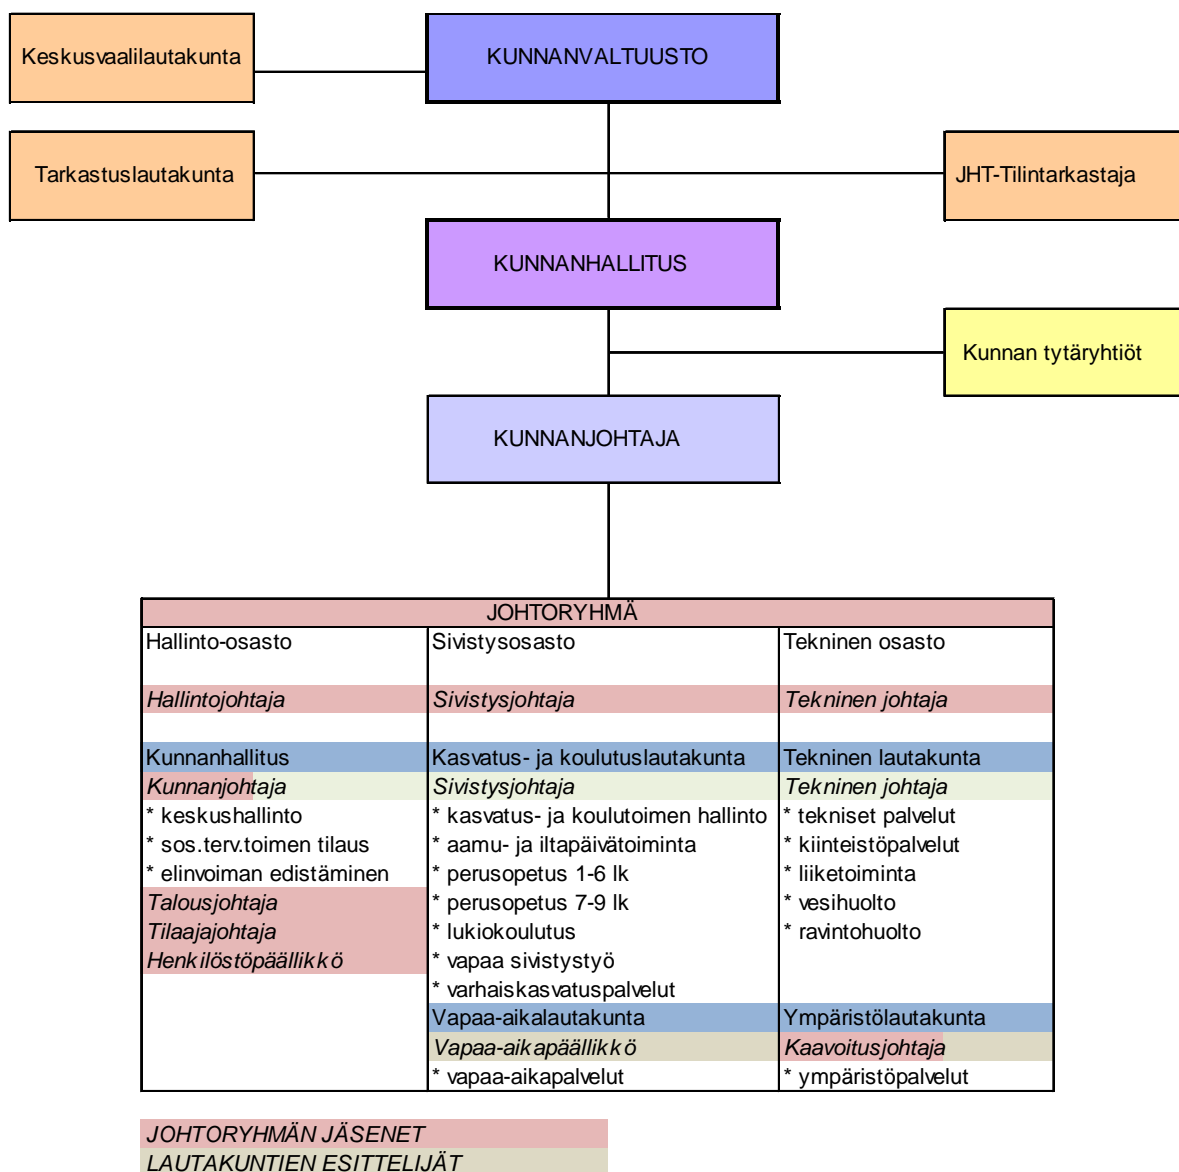 Keskusvaalilautakunta
KUNNANVALTUUSTO
Tarkastuslautakunta
JHT-Tilintarkastaja
KUNNANHALLITUS
Kunnan tytäryhtiöt
KUNNANJOHTAJA
JOHTORYHMÄ
Hallinto-osasto
Hallintojohtaja
Kunnanhallitus
Kunnanjohtaja
* keskushallinto
* sos.terv.toimen tilaus
* elinvoiman edistäminen
Talousjohtaja
Tilaajajohtaja
Henkilöstöpäällikkö
Sivistysosasto
Sivistysjohtaja
Kasvatus- ja koulutuslautakunta
Sivistysjohtaja
* kasvatus- ja koulutoimen hallinto
* aamu- ja iltapäivätoiminta
* perusopetus 1-6 lk
* perusopetus 7-9 lk
* lukiokoulutus
* vapaa sivistystyö
* varhaiskasvatuspalvelut
Vapaa-aikalautakunta
Vapaa-aikapäällikkö
* vapaa-aikapalvelut
Tekninen osasto
Tekninen johtaja
Tekninen lautakunta
Tekninen johtaja
* tekniset palvelut
* kiinteistöpalvelut
* liiketoiminta
* vesihuolto
* ravintohuolto
Ympäristölautakunta
Kaavoitusjohtaja
* ympäristöpalvelut
JOHTORYHMÄN JÄSENET
LAUTAKUNTIEN ESITTELIJÄT